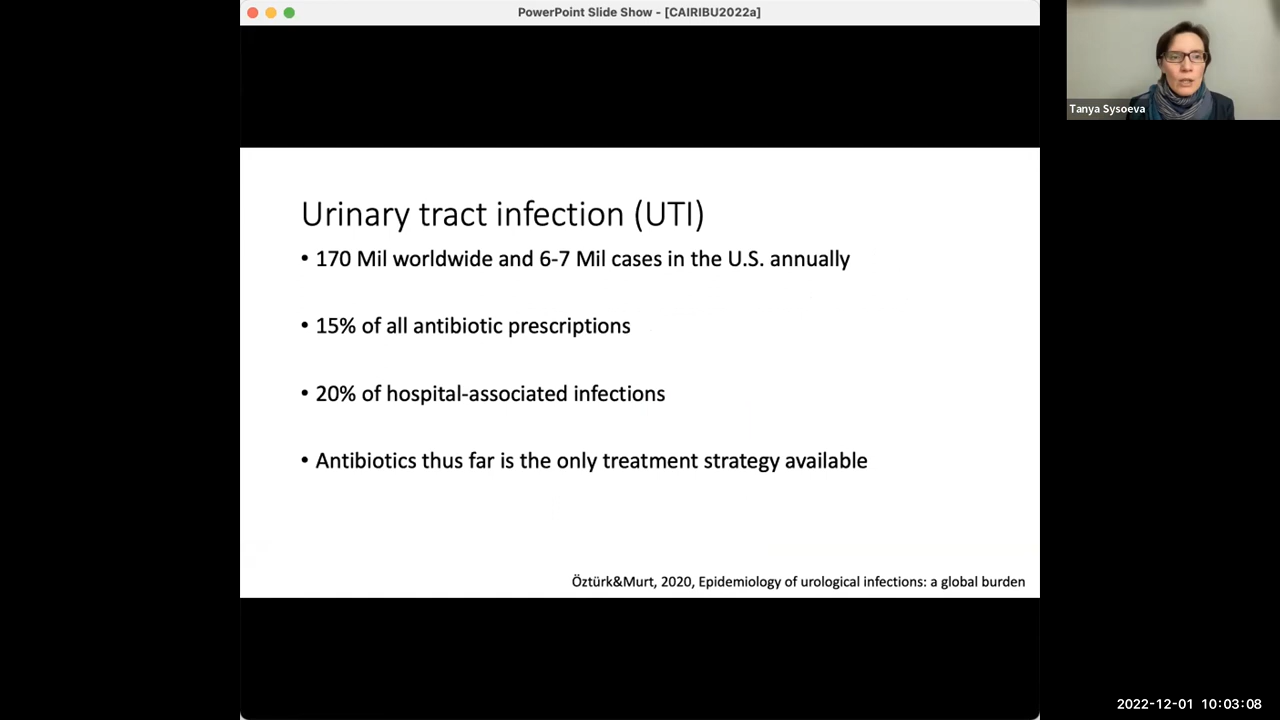 PowerPoint Slide Show - [CAIRIBU2022a]
Tanya Sysoeva
Urinary tract infection (UTI)
• 170 Mil worldwide and 6-7 Mil cases in the U.S. annually
• 15% of all antibiotic prescriptions
• 20% of hospital-associated infections
• Antibiotics thus far is the only treatment strategy available
Öztürk&Murt, 2020, Epidemiology of urological infections: a global burden
2022-12-01 10:03:08